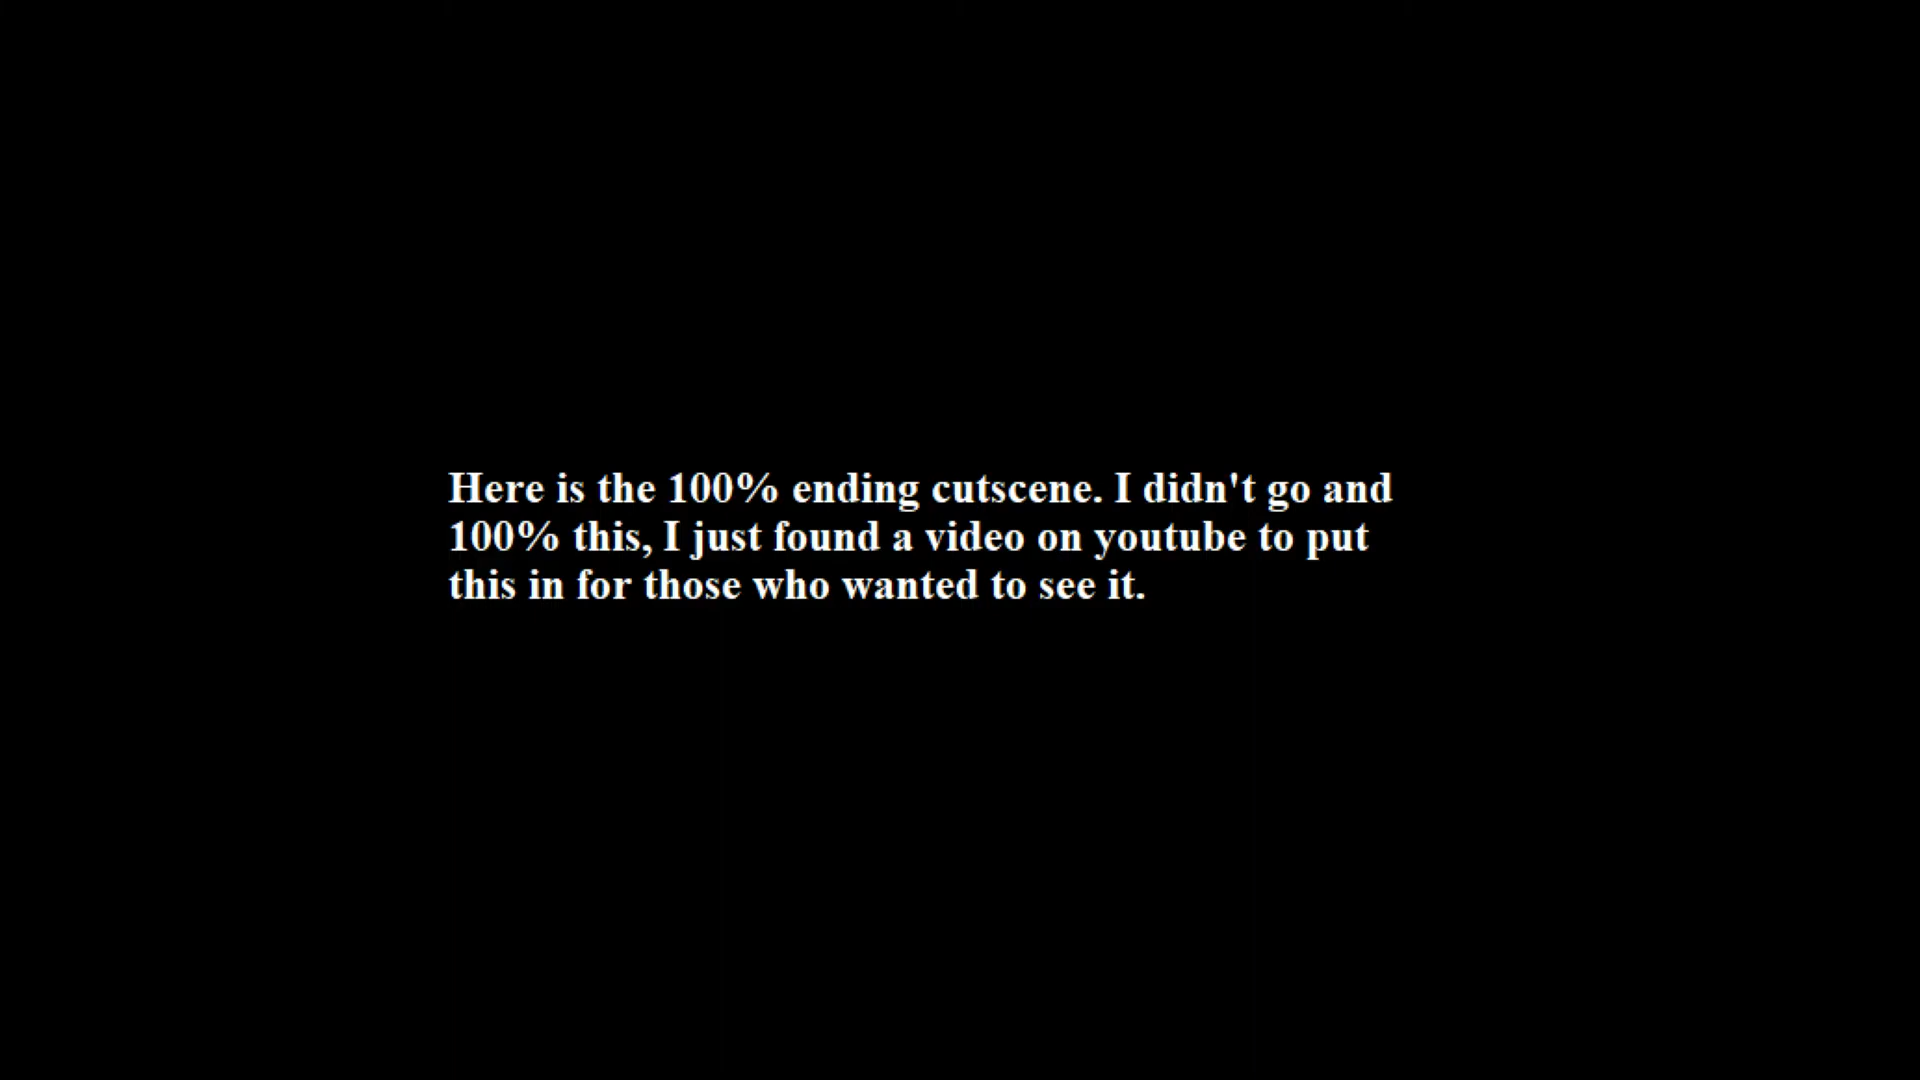 Here is the 100% ending cutscene. I didn't go and
100% this, I just found a video on youtube to put
this in for those who wanted to see it.